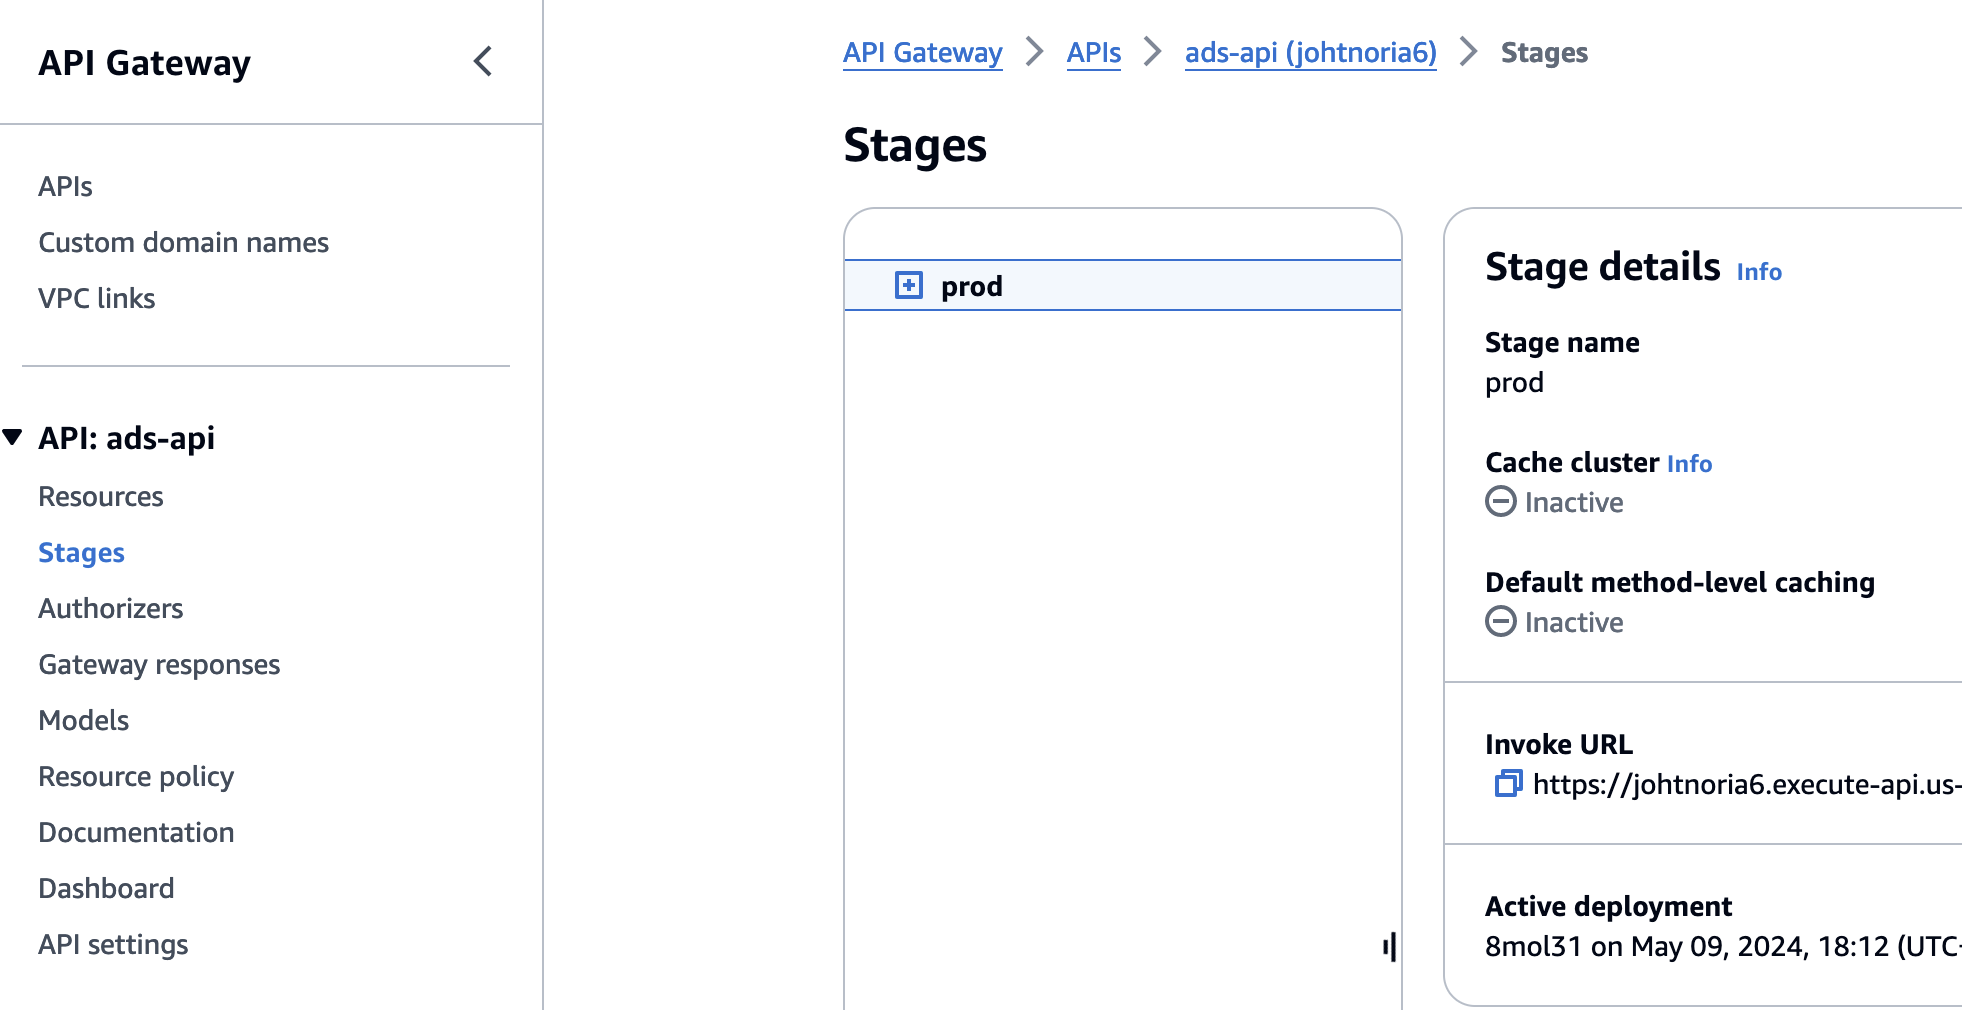 API Gateway
APIs
Custom domain names
VPC links
API: ads-api
Resources
Stages
Authorizers
Gateway responses
Models
Resource policy
Documentation
Dashboard
API settings
API Gateway APIs ads-api (johtnoria6) Stages
Stages
prod
Stage details Info
Stage name
prod
Cache cluster Info
Inactive
Default method-level caching
Inactive
Invoke URL
https://johtnoria6.execute-api.us-
Active deployment
8mol31 on May 09, 2024, 18:12 (UTC-